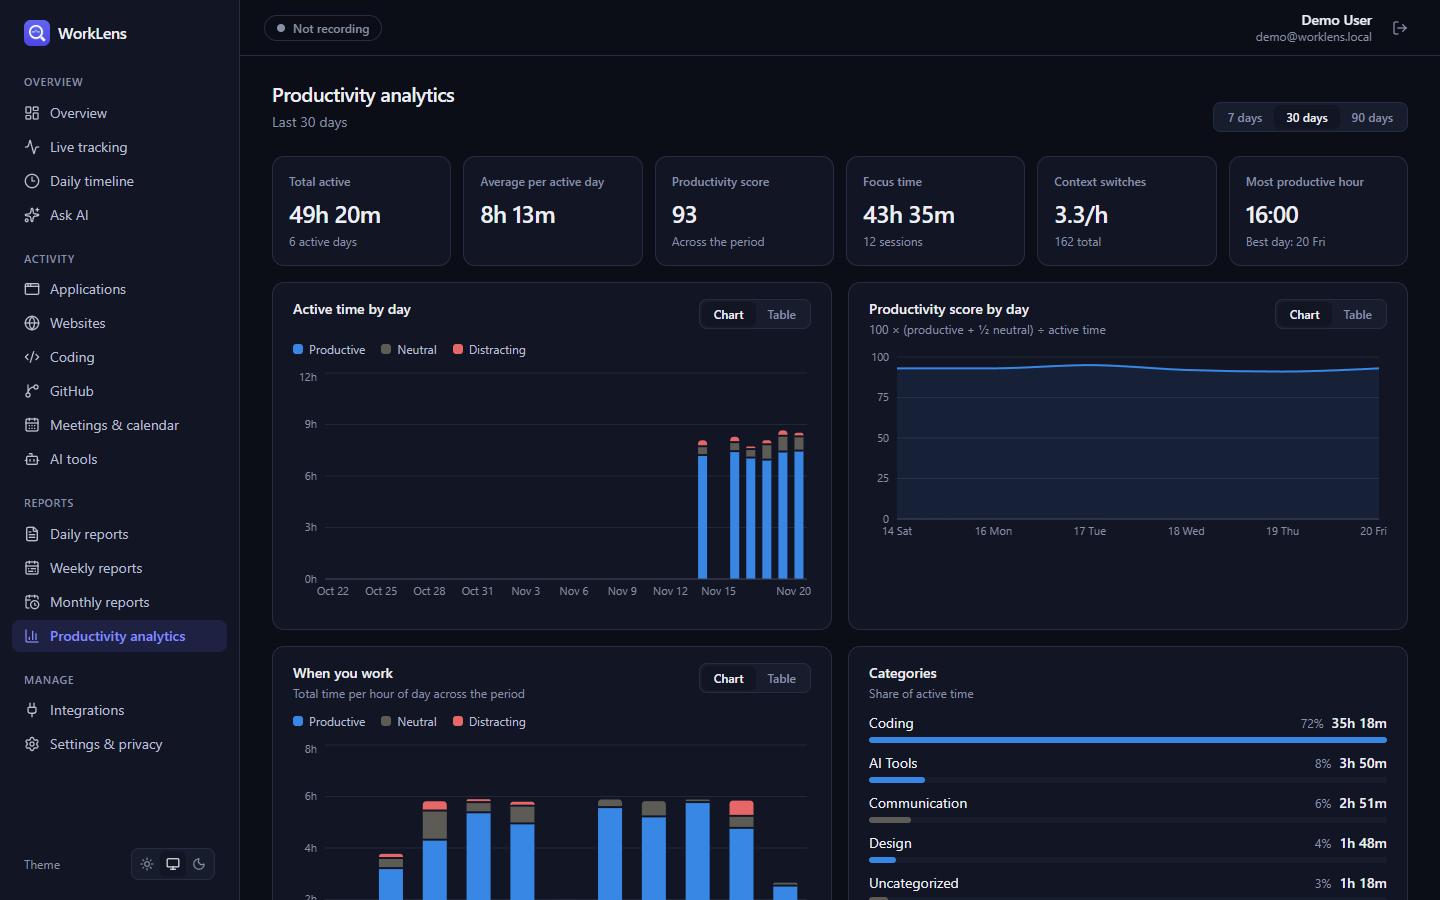 WorkLens
Not recording
Demo User
demo@worklens.local
OVERVIEW
Overview
Live tracking
Daily timeline
Ask AI
ACTIVITY
Applications
Websites
Coding
GitHub
Meetings & calendar
AI tools
REPORTS
Daily reports
Weekly reports
Monthly reports
Productivity analytics
MANAGE
Integrations
Settings & privacy
Theme
Productivity analytics
Last 30 days
7 days 30 days 90 days
Total active
49h 20m
6 active days
Average per active day
8h 13m
Productivity score
93
Across the period
Focus time
43h 35m
12 sessions
Context switches
3.3/h
162 total
Most productive hour
16:00
Best day: 20 Fri
Active time by day
Chart Table
Productive Neutral Distracting
12h
9h
6h
3h
0h
Oct 22 Oct 25 Oct 28 Oct 31 Nov 3 Nov 6 Nov 9 Nov 12 Nov 15 Nov 20
Productivity score by day
100 × (productive + ½ neutral) ÷ active time
Chart Table
100
75
50
25
0
14 Sat 16 Mon 17 Tue 18 Wed 19 Thu 20 Fri
When you work
Total time per hour of day across the period
Chart Table
Productive Neutral Distracting
8h
6h
4h
2h
Categories
Share of active time
Coding 72% 35h 18m
AI Tools 8% 3h 50m
Communication 6% 2h 51m
Design 4% 1h 48m
Uncategorized 3% 1h 18m